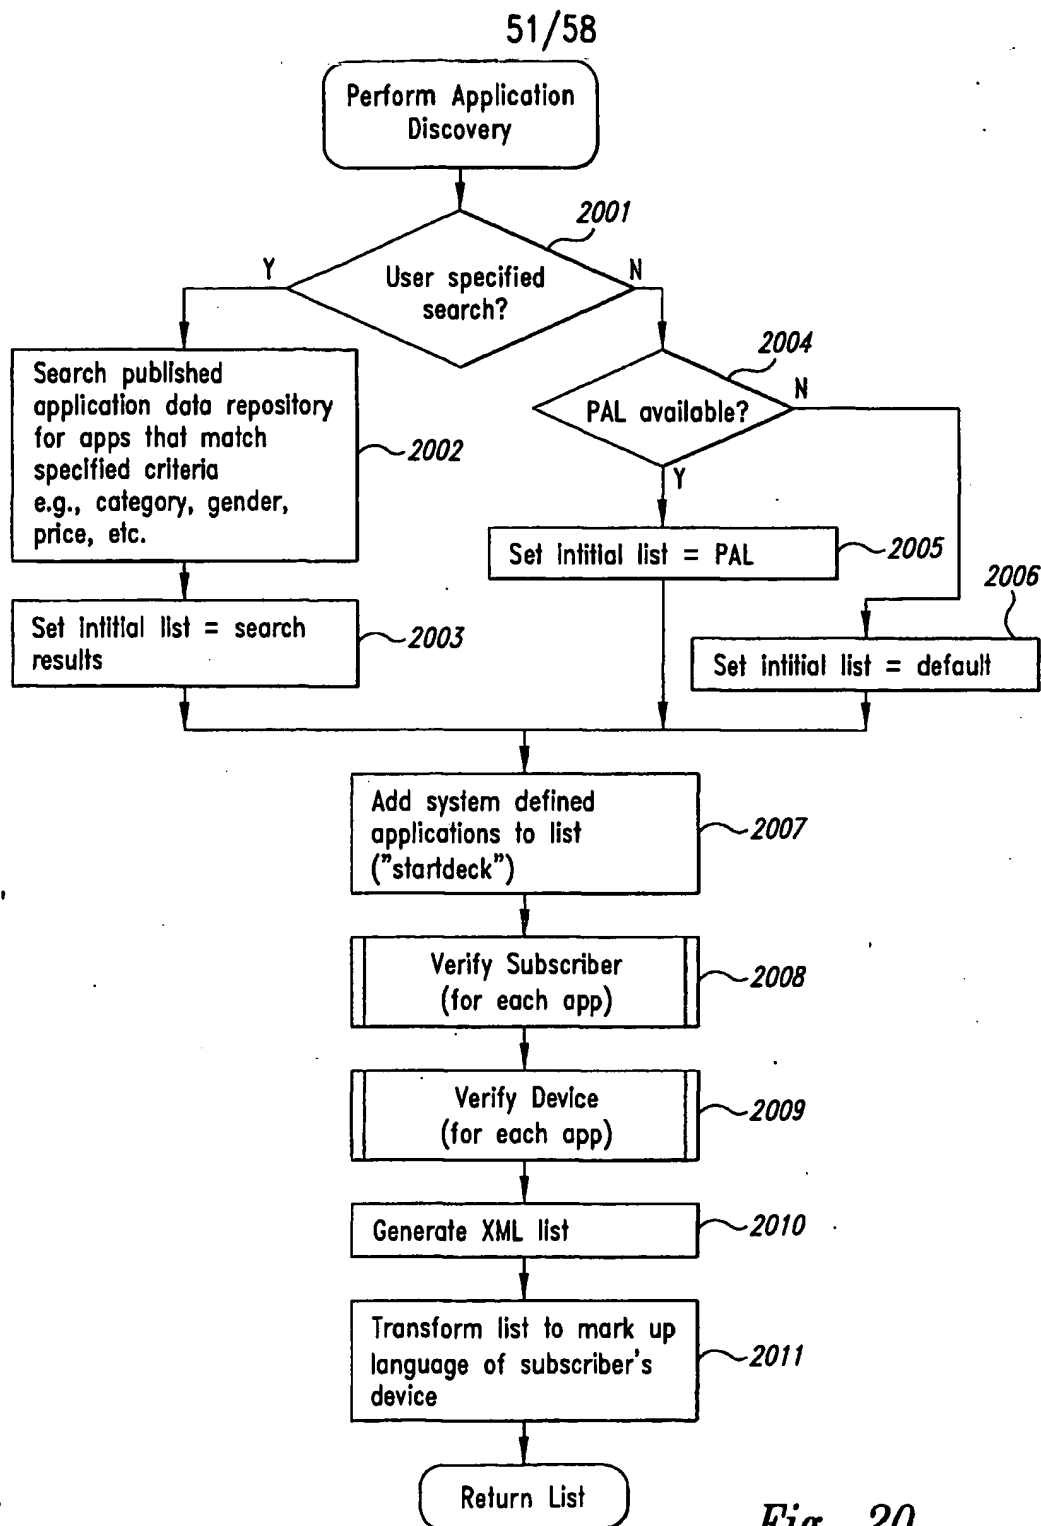 51/58
Perform Application
Discovery
2001
User specified
search?
Y
N
Search published
application data repository
for apps that match
specified criteria
e.g., category, gender,
price, etc.
2002
2004
PAL available?
N
Y
Set intitial list = PAL
2005
2006
Set intitial list = search
results
2003
Set intitial list = default
Add system defined
applications to list
("startdeck")
2007
Verify Subscriber
(for each app)
2008
Verify Device
(for each app)
2009
Generate XML list
2010
Transform list to mark up
language of subscriber's
device
2011
Return List
Fig. 20